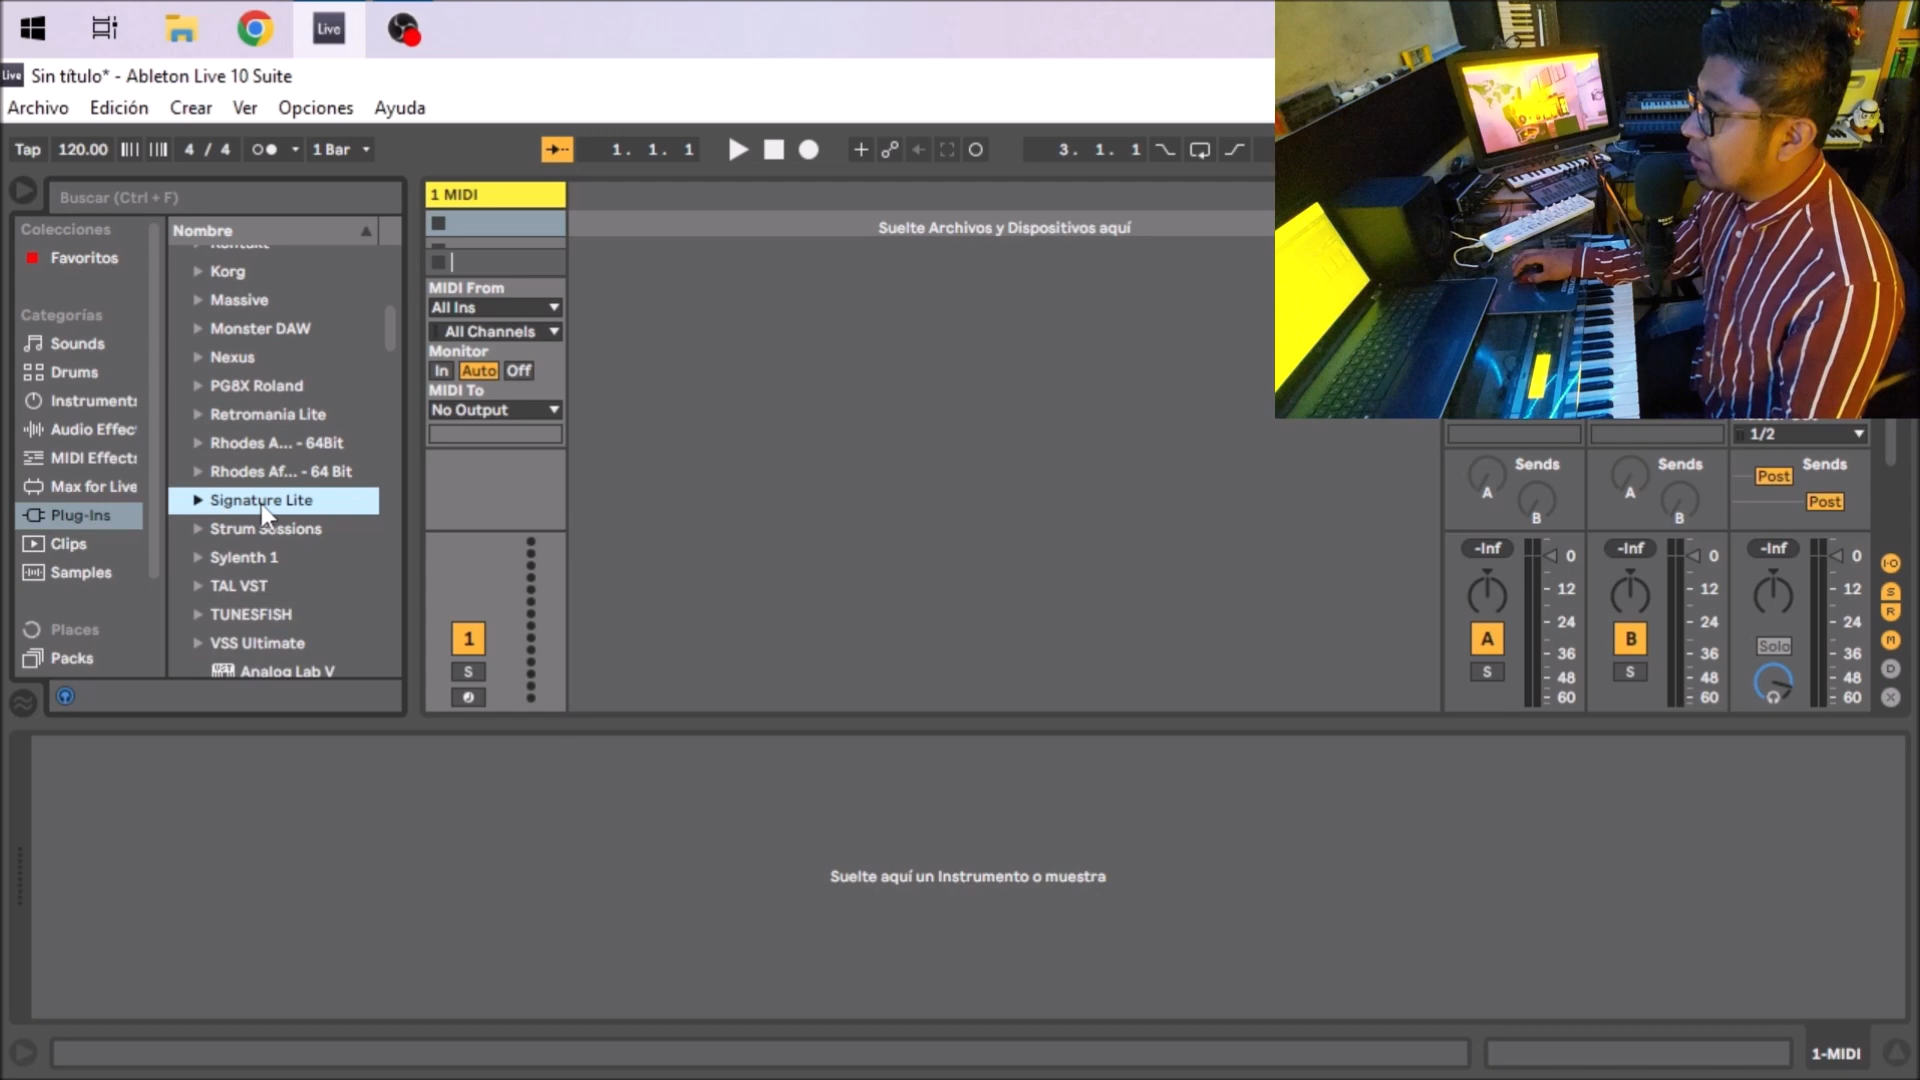 Live
Live Sin título* - Ableton Live 10 Suite
Archivo Edición Crear Ver Opciones Ayuda
Tap 120.00 4 / 4 1 Bar 1. 1. 1 3. 1. 1
Buscar (Ctrl + F)
Colecciones
Favoritos
Categorías
Sounds
Drums
Instruments
Audio Effec
MIDI Effects
Max for Live
Plug-Ins
Clips
Samples
Places
Packs
Nombre
Kontakt
Korg
Massive
Monster DAW
Nexus
PG8X Roland
Retromania Lite
Rhodes A... - 64Bit
Rhodes Af... - 64 Bit
Signature Lite
Strum Sessions
Sylenth 1
TAL VST
TUNESFISH
VSS Ultimate
VST Analog Lab V
1 MIDI
MIDI From
All Ins
All Channels
Monitor
In Auto Off
MIDI To
No Output
1
S
Suelte Archivos y Dispositivos aquí
1/2
Sends Sends Sends
A A Post
B B Post
-Inf 0 -Inf 0 -Inf 0
12 12 12
24 24 24
A B Solo
36 36 36
S S
48 48 48
60 60 60
I·O
S
R
M
D
X
Suelte aquí un Instrumento o muestra
1-MIDI